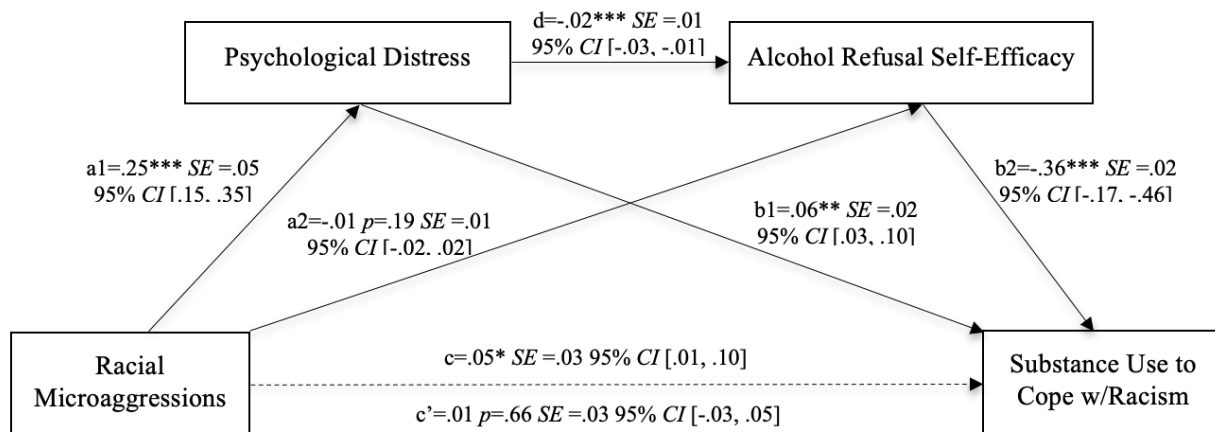 d=-.02*** SE =.01
95% CI [-.03, -.01]
Psychological Distress
Alcohol Refusal Self-Efficacy
a1=.25*** SE =.05
95% CI [.15, .35]
b2=-.36*** SE =.02
95% CI [-.17, -.46]
a2=-.01 p=.19 SE =.01
95% CI [-.02, .02]
b1=.06** SE =.02
95% CI [.03, .10]
Racial
Microaggressions
c=.05* SE =.03 95% CI [.01, .10]
c’=.01 p=.66 SE =.03 95% CI [-.03, .05]
Substance Use to
Cope w/Racism